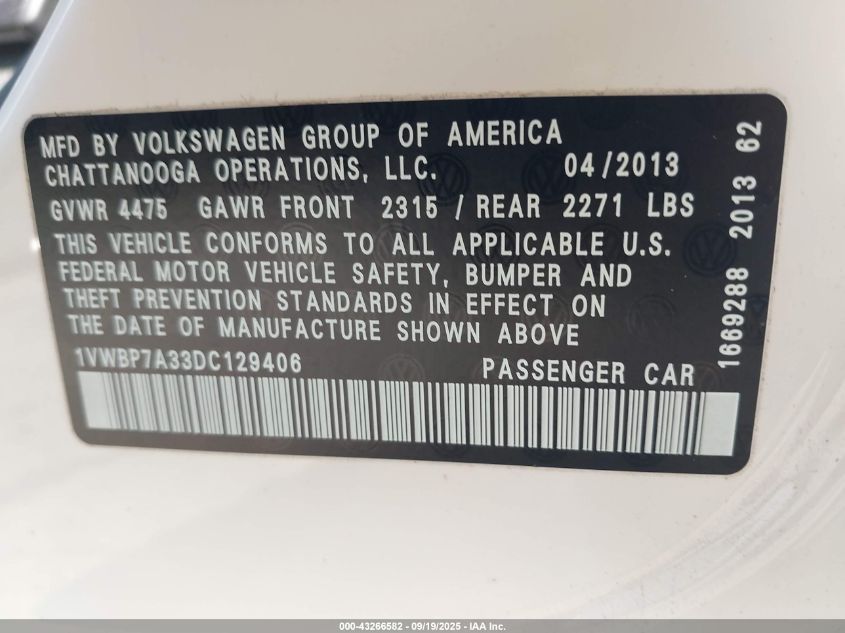 MFD BY VOLKSWAGEN GROUP OF AMERICA
CHATTANOOGA OPERATIONS, LLC. 04/2013
GVWR 4475 GAWR FRONT 2315 / REAR 2271 LBS
THIS VEHICLE CONFORMS TO ALL APPLICABLE U.S.
FEDERAL MOTOR VEHICLE SAFETY, BUMPER AND
THEFT PREVENTION STANDARDS IN EFFECT ON
THE DATE OF MANUFACTURE SHOWN ABOVE
1VWBP7A33DC129406 PASSENGER CAR
1669288 2013 62
000-43266582 - 09/19/2025 - IAA Inc.